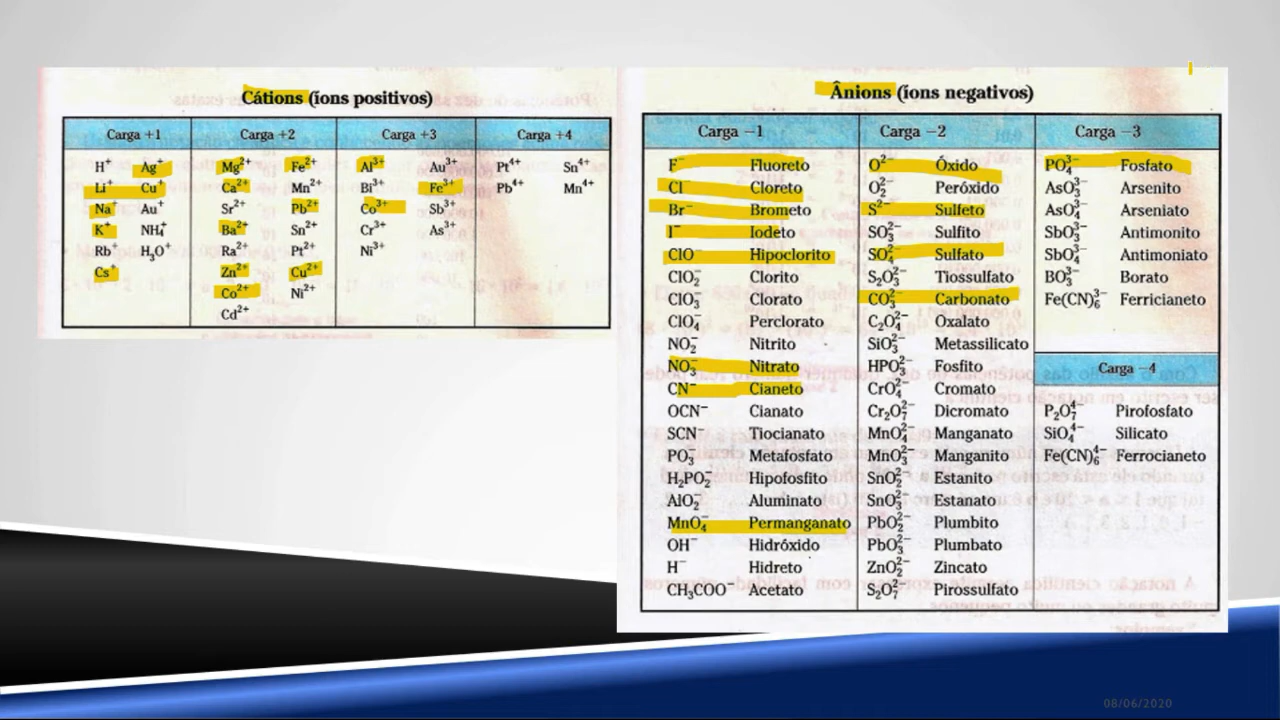 Cátions (íons positivos)
Carga +1 Carga +2 Carga +3 Carga +4
H⁺ Ag⁺ Mg²⁺ Fe²⁺ Al³⁺ Au³⁺ Pt⁴⁺ Sn⁴⁺
Li⁺ Cu⁺ Ca²⁺ Mn²⁺ Bi³⁺ Fe³⁺ Pb⁴⁺ Mn⁴⁺
Na⁺ Au⁺ Sr²⁺ Pb²⁺ Co³⁺ Sb³⁺
K⁺ NH₄⁺ Ba²⁺ Sn²⁺ Cr³⁺ As³⁺
Rb⁺ H₃O⁺ Ra²⁺ Pt²⁺ Ni³⁺
Cs⁺ Zn²⁺ Cu²⁺
Co²⁺ Ni²⁺
Cd²⁺
Ânions (íons negativos)
Carga −1 Carga −2 Carga −3
F⁻ Fluoreto O²⁻ Óxido PO₄³⁻ Fosfato
Cl⁻ Cloreto O₂²⁻ Peróxido AsO₃³⁻ Arsenito
Br⁻ Brometo S²⁻ Sulfeto AsO₄³⁻ Arseniato
I⁻ Iodeto SO₃²⁻ Sulfito SbO₃³⁻ Antimonito
ClO⁻ Hipoclorito SO₄²⁻ Sulfato SbO₄³⁻ Antimoniato
ClO₂⁻ Clorito S₂O₃²⁻ Tiossulfato BO₃³⁻ Borato
ClO₃⁻ Clorato CO₃²⁻ Carbonato Fe(CN)₆³⁻ Ferricianeto
ClO₄⁻ Perclorato C₂O₄²⁻ Oxalato
NO₂⁻ Nitrito SiO₃²⁻ Metassilicato
NO₃⁻ Nitrato HPO₃²⁻ Fosfito Carga −4
CN⁻ Cianeto CrO₄²⁻ Cromato
OCN⁻ Cianato Cr₂O₇²⁻ Dicromato P₂O₇⁴⁻ Pirofosfato
SCN⁻ Tiocianato MnO₄²⁻ Manganato SiO₄⁴⁻ Silicato
PO₃⁻ Metafosfato MnO₃²⁻ Manganito Fe(CN)₆⁴⁻ Ferrocianeto
H₂PO₂⁻ Hipofosfito SnO₂²⁻ Estanito
AlO₂⁻ Aluminato SnO₃²⁻ Estanato
MnO₄⁻ Permanganato PbO₂²⁻ Plumbito
OH⁻ Hidróxido PbO₃²⁻ Plumbato
H⁻ Hidreto ZnO₂²⁻ Zincato
CH₃COO⁻ Acetato S₂O₇²⁻ Pirossulfato
08/06/2020